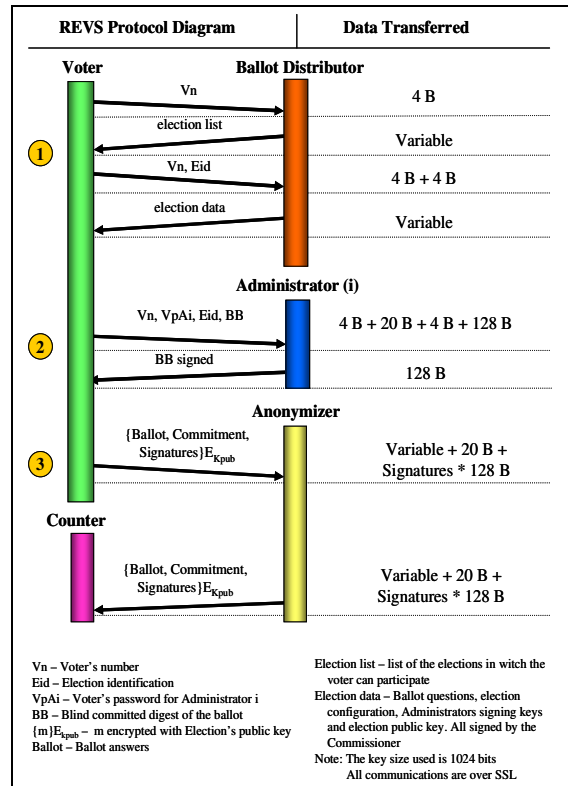 REVS Protocol Diagram
Data Transferred
Voter
Ballot Distributor
Vn
4 B
election list
Variable
1
Vn, Eid
4 B + 4 B
election data
Variable
Administrator (i)
Vn, VpAi, Eid, BB
4 B + 20 B + 4 B + 128 B
2
BB signed
128 B
Anonymizer
{Ballot, Commitment,
Signatures}E_Kpub
Variable + 20 B +
Signatures * 128 B
3
Counter
{Ballot, Commitment,
Signatures}E_Kpub
Variable + 20 B +
Signatures * 128 B
Vn – Voter's number
Eid – Election identification
VpAi – Voter's password for Administrator i
BB – Blind committed digest of the ballot
{m}E_kpub – m encrypted with Election's public key
Ballot – Ballot answers
Election list – list of the elections in witch the
voter can participate
Election data – Ballot questions, election
configuration, Administrators signing keys
and election public key. All signed by the
Commissioner
Note: The key size used is 1024 bits
All communications are over SSL